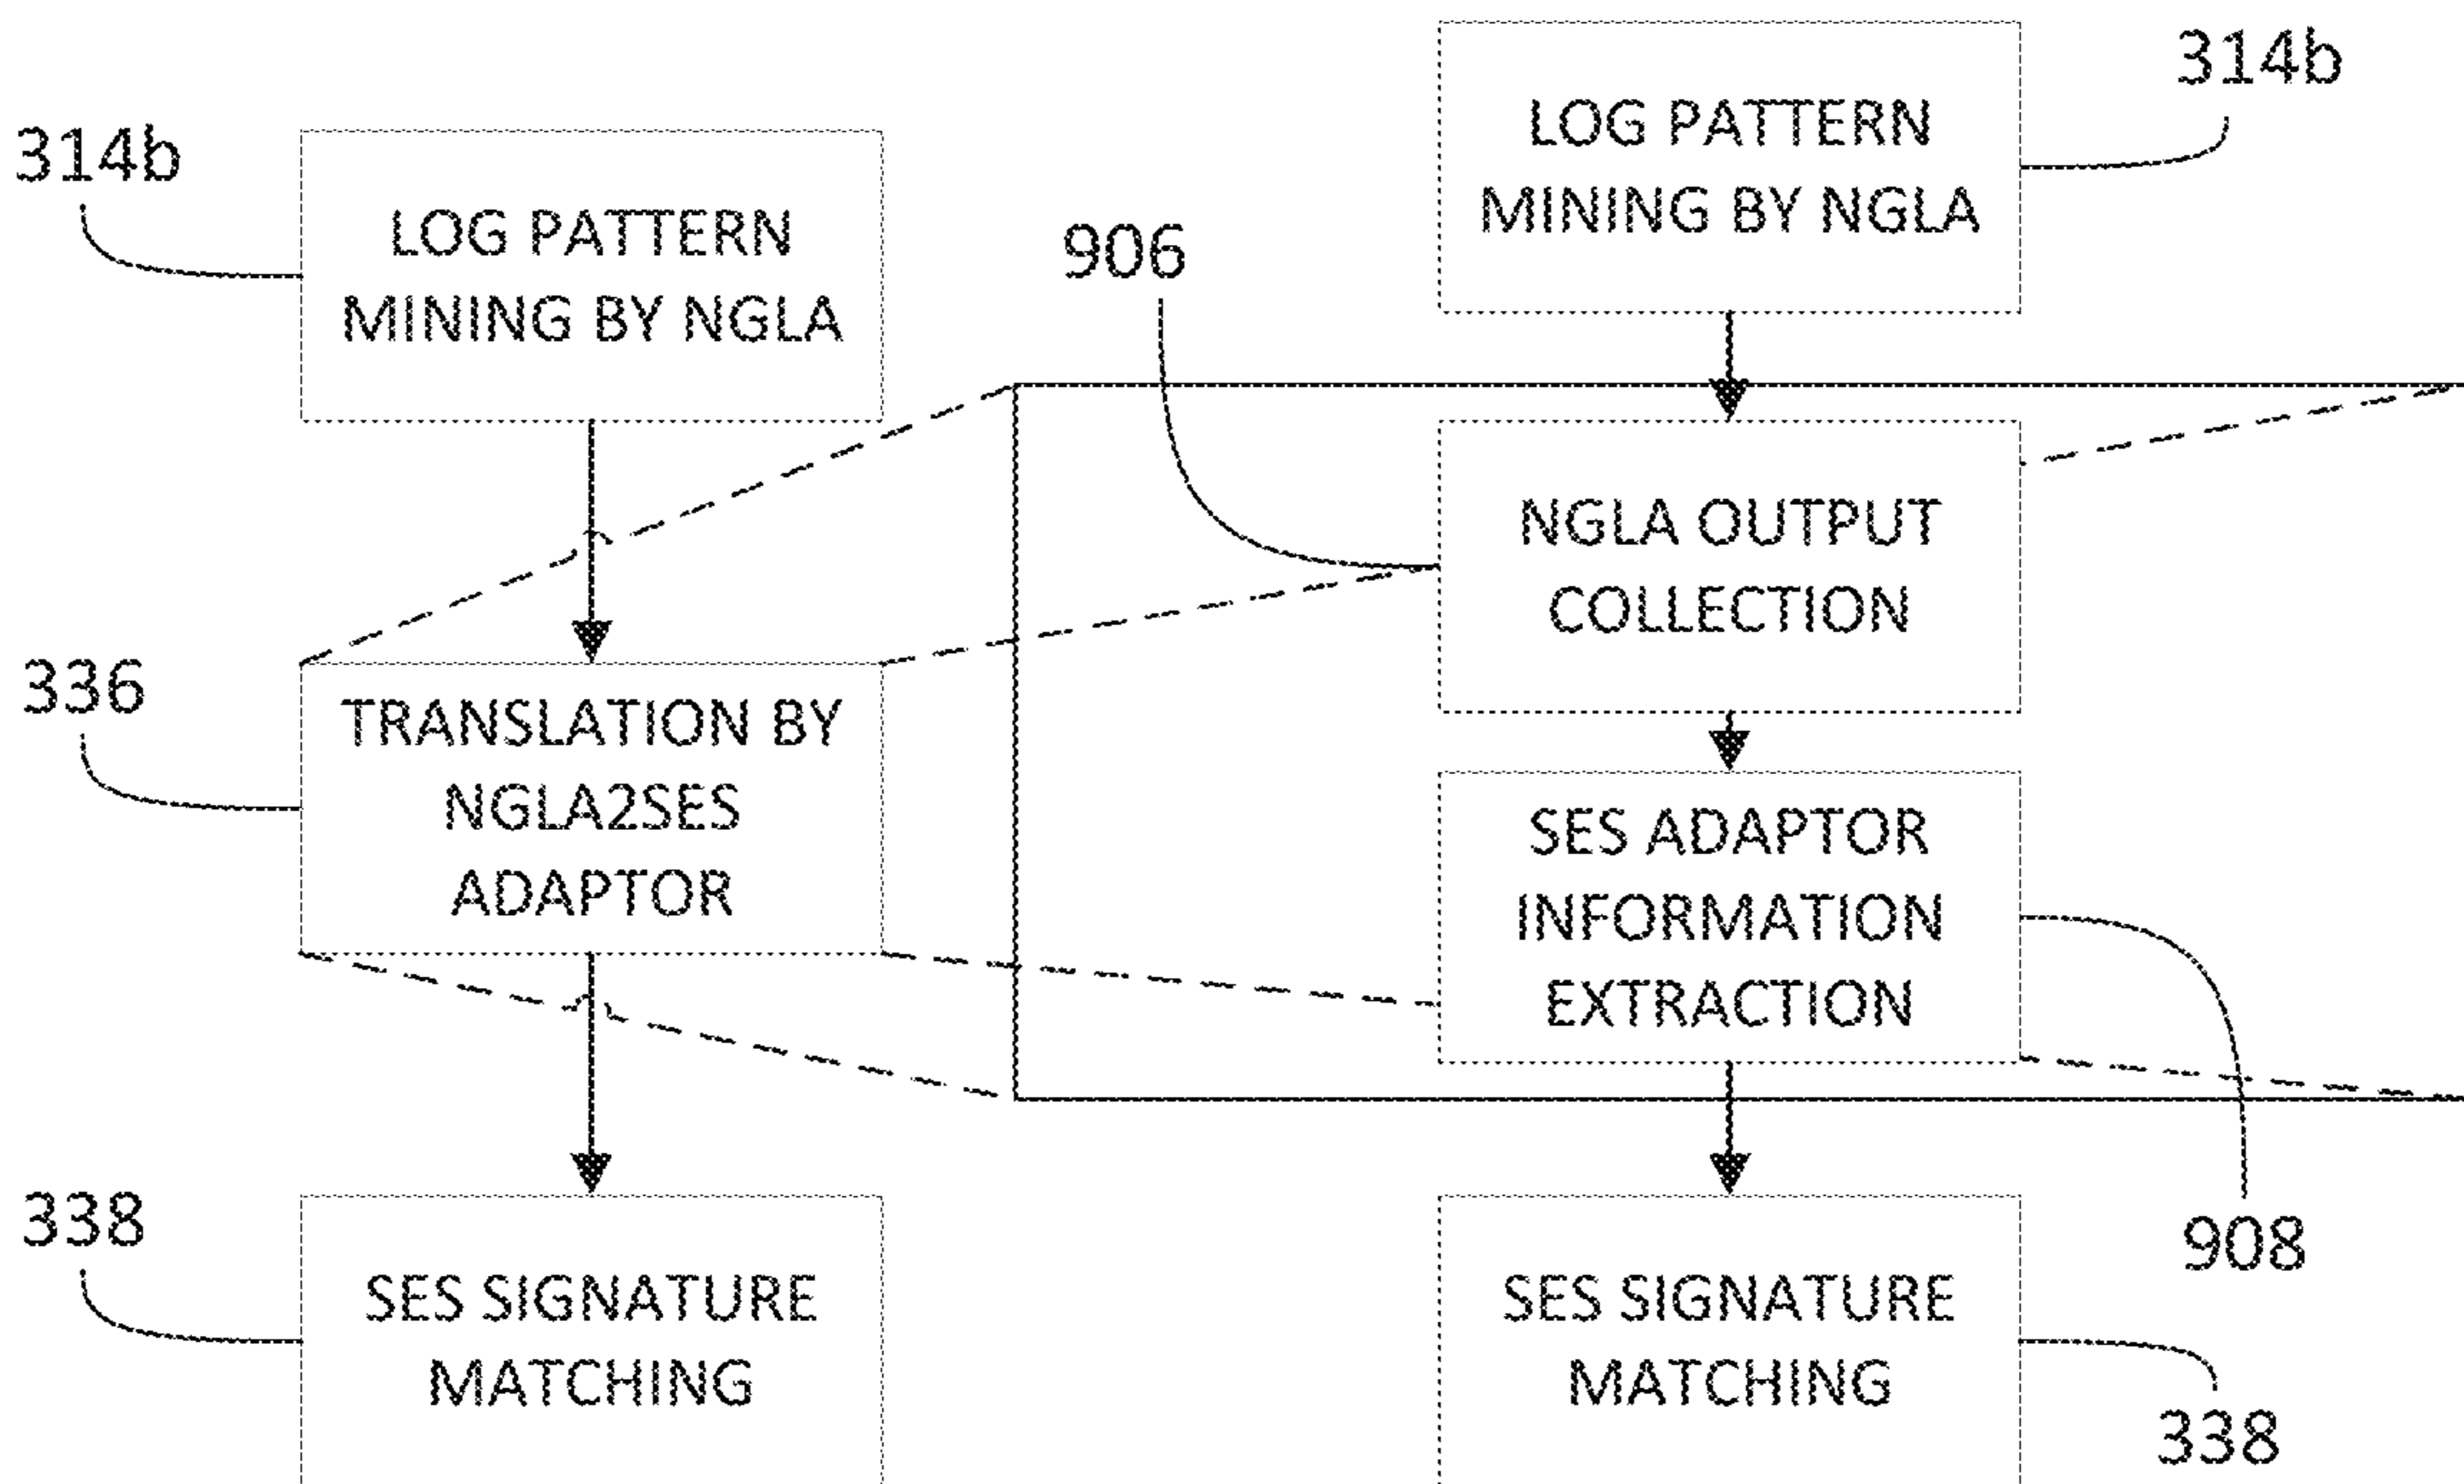 314b
LOG PATTERN
MINING BY NGLA
336
TRANSLATION BY
NGLA2SES
ADAPTOR
338
SES SIGNATURE
MATCHING
314b
LOG PATTERN
MINING BY NGLA
906
NGLA OUTPUT
COLLECTION
SES ADAPTOR
INFORMATION
EXTRACTION
908
SES SIGNATURE
MATCHING
338